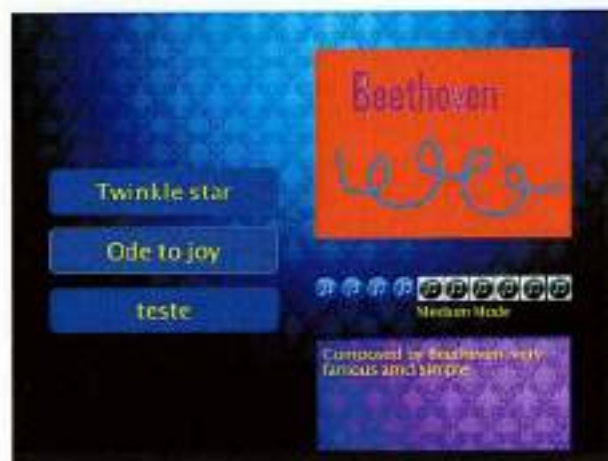 Twinkle star
Ode to joy
teste
Beethoven
Medium Mode
Composed by Beethoven, very
famous and simple